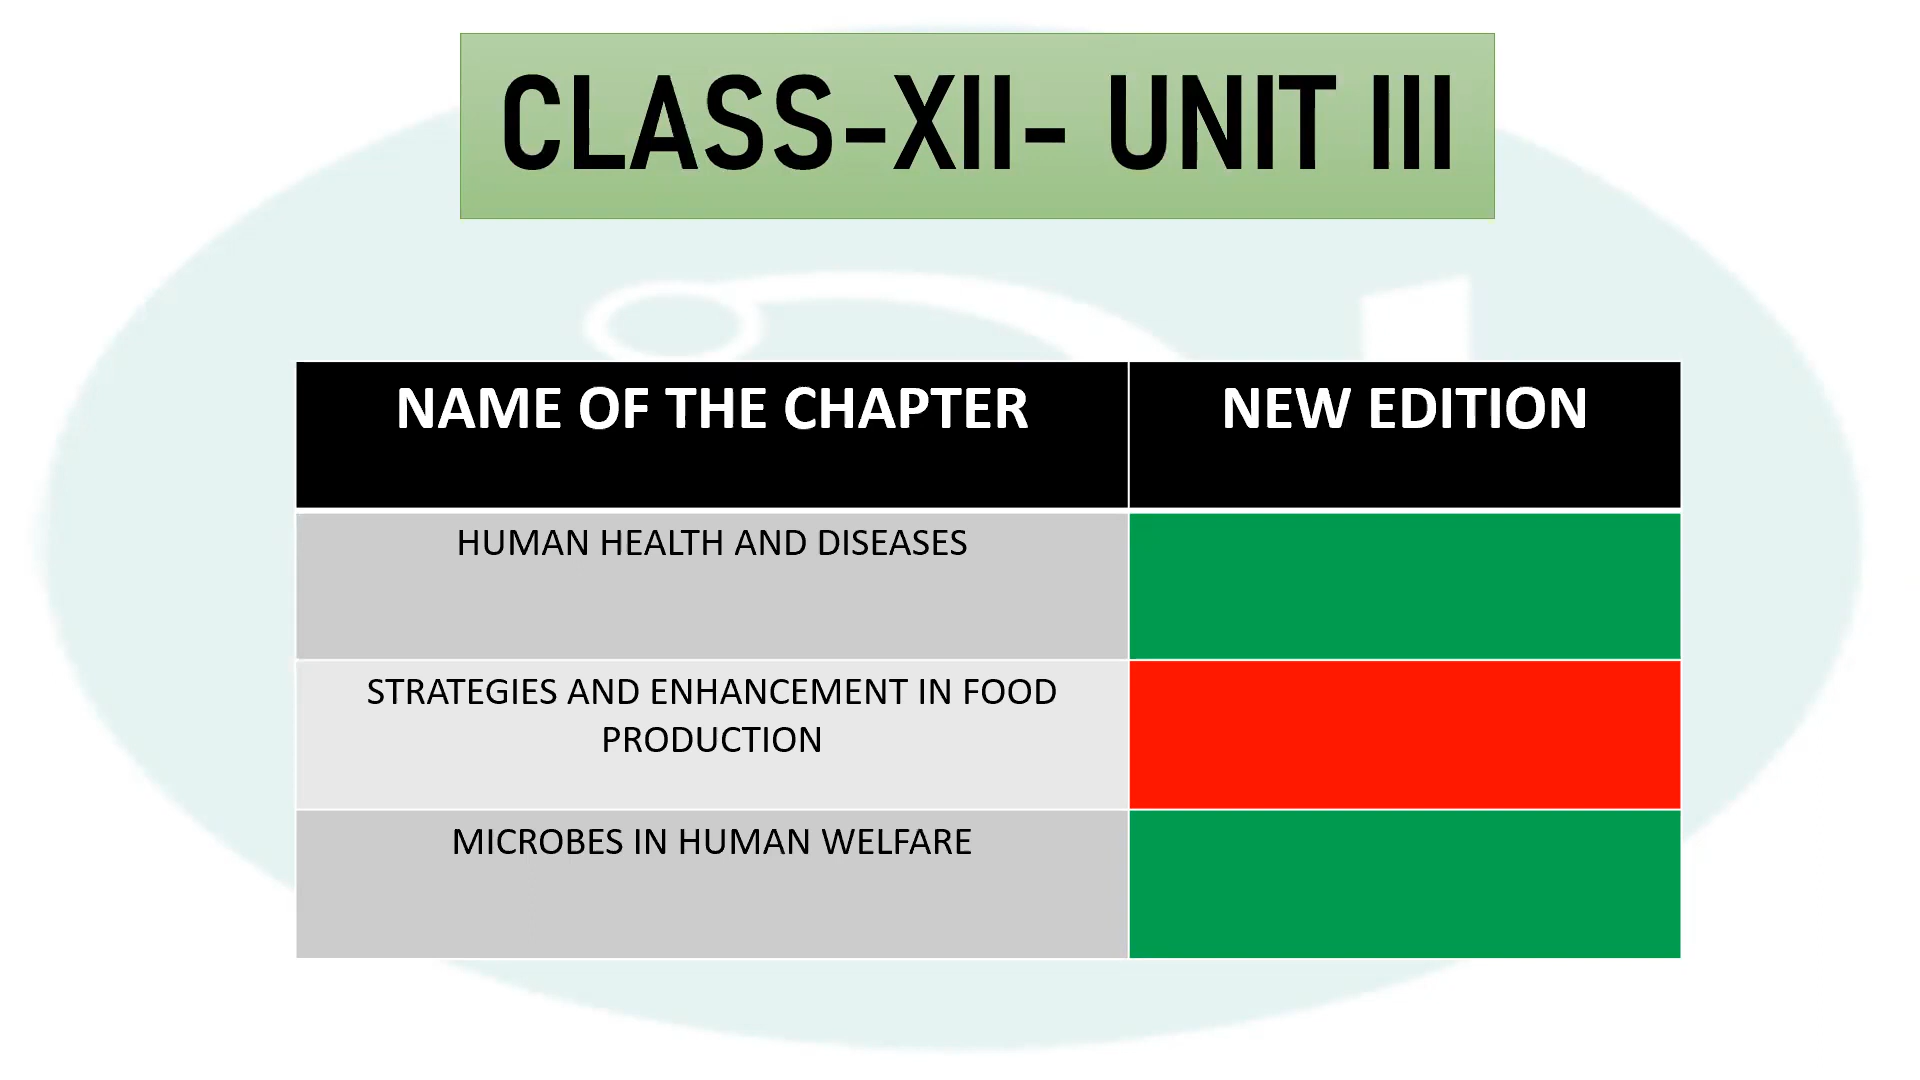 CLASS-XII- UNIT III
NAME OF THE CHAPTER
NEW EDITION
HUMAN HEALTH AND DISEASES
STRATEGIES AND ENHANCEMENT IN FOOD
PRODUCTION
MICROBES IN HUMAN WELFARE